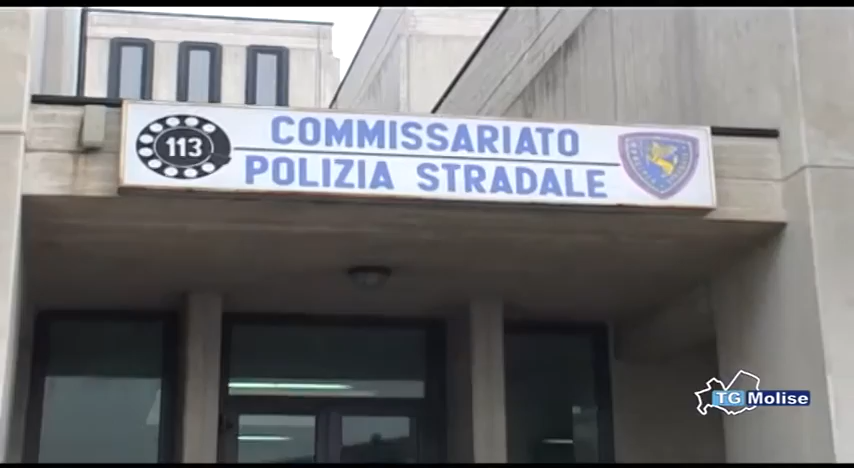 113
COMMISSARIATO
POLIZIA STRADALE
TG Molise